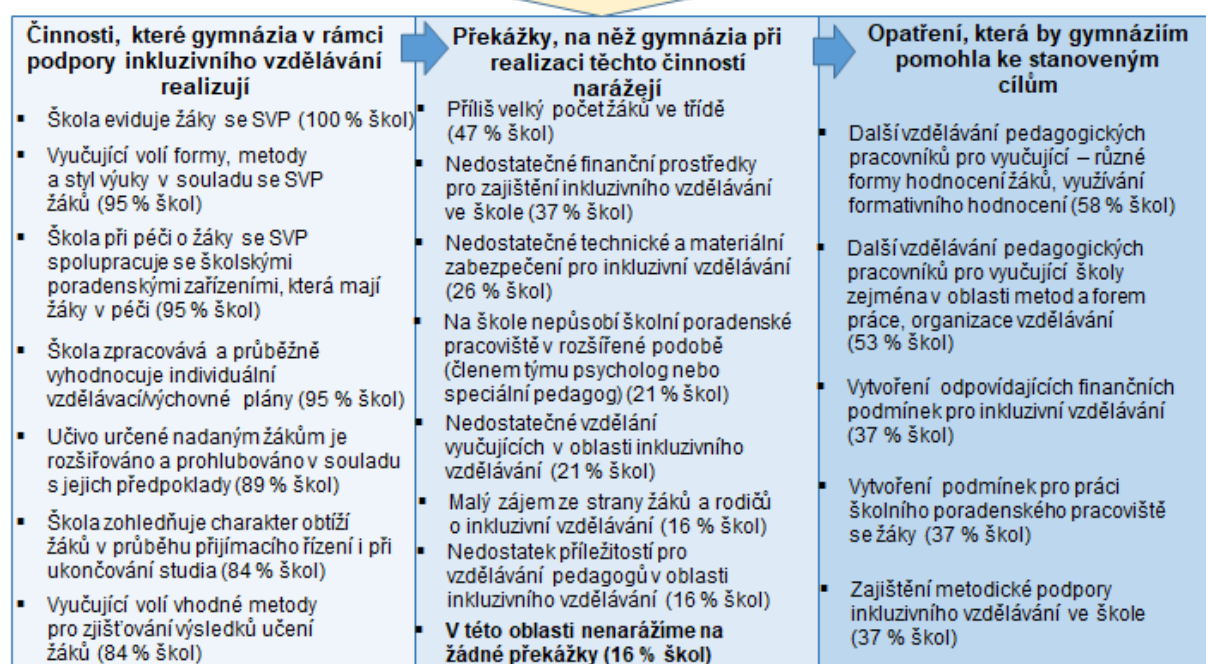 Činnosti, které gymnázia v rámci
podpory inkluzivního vzdělávání
realizují
▪ Škola eviduje žáky se SVP (100 % škol)
▪ Vyučující volí formy, metody
a styl výuky v souladu se SVP
žáků (95 % škol)
▪ Škola při péči o žáky se SVP
spolupracuje se školskými
poradenskými zařízeními, která mají
žáky v péči (95 % škol)
▪ Škola zpracovává a průběžně
vyhodnocuje individuální
vzdělávací/výchovné plány (95 % škol)
▪ Učivo určené nadaným žákům je
rozšiřováno a prohlubováno v souladu
s jejich předpoklady (89 % škol)
▪ Škola zohledňuje charakter obtíží
žáků v průběhu přijímacího řízení i při
ukončování studia (84 % škol)
▪ Vyučující volí vhodné metody
pro zjišťování výsledků učení
žáků (84 % škol)
Překážky, na něž gymnázia při
realizaci těchto činností
narážejí
▪ Příliš velký počet žáků ve třídě
(47 % škol)
▪ Nedostatečné finanční prostředky
pro zajištění inkluzivního vzdělávání
ve škole (37 % škol)
▪ Nedostatečné technické a materiální
zabezpečení pro inkluzivní vzdělávání
(26 % škol)
▪ Na škole nepůsobí školní poradenské
pracoviště v rozšířené podobě
(členem týmu psycholog nebo
speciální pedagog) (21 % škol)
▪ Nedostatečné vzdělání
vyučujících v oblasti inkluzivního
vzdělávání (21 % škol)
▪ Malý zájem ze strany žáků a rodičů
o inkluzivní vzdělávání (16 % škol)
▪ Nedostatek příležitostí pro
vzdělávání pedagogů v oblasti
inkluzivního vzdělávání (16 % škol)
▪ V této oblasti nenarážíme na
žádné překážky (16 % škol)
Opatření, která by gymnáziím
pomohla ke stanoveným
cílům
▪ Další vzdělávání pedagogických
pracovníků pro vyučující – různé
formy hodnocení žáků, využívání
formativního hodnocení (58 % škol)
▪ Další vzdělávání pedagogických
pracovníků pro vyučující školy
zejména v oblasti metod a forem
práce, organizace vzdělávání
(53 % škol)
▪ Vytvoření odpovídajících finančních
podmínek pro inkluzivní vzdělávání
(37 % škol)
▪ Vytvoření podmínek pro práci
školního poradenského pracoviště
se žáky (37 % škol)
▪ Zajištění metodické podpory
inkluzivního vzdělávání ve škole
(37 % škol)